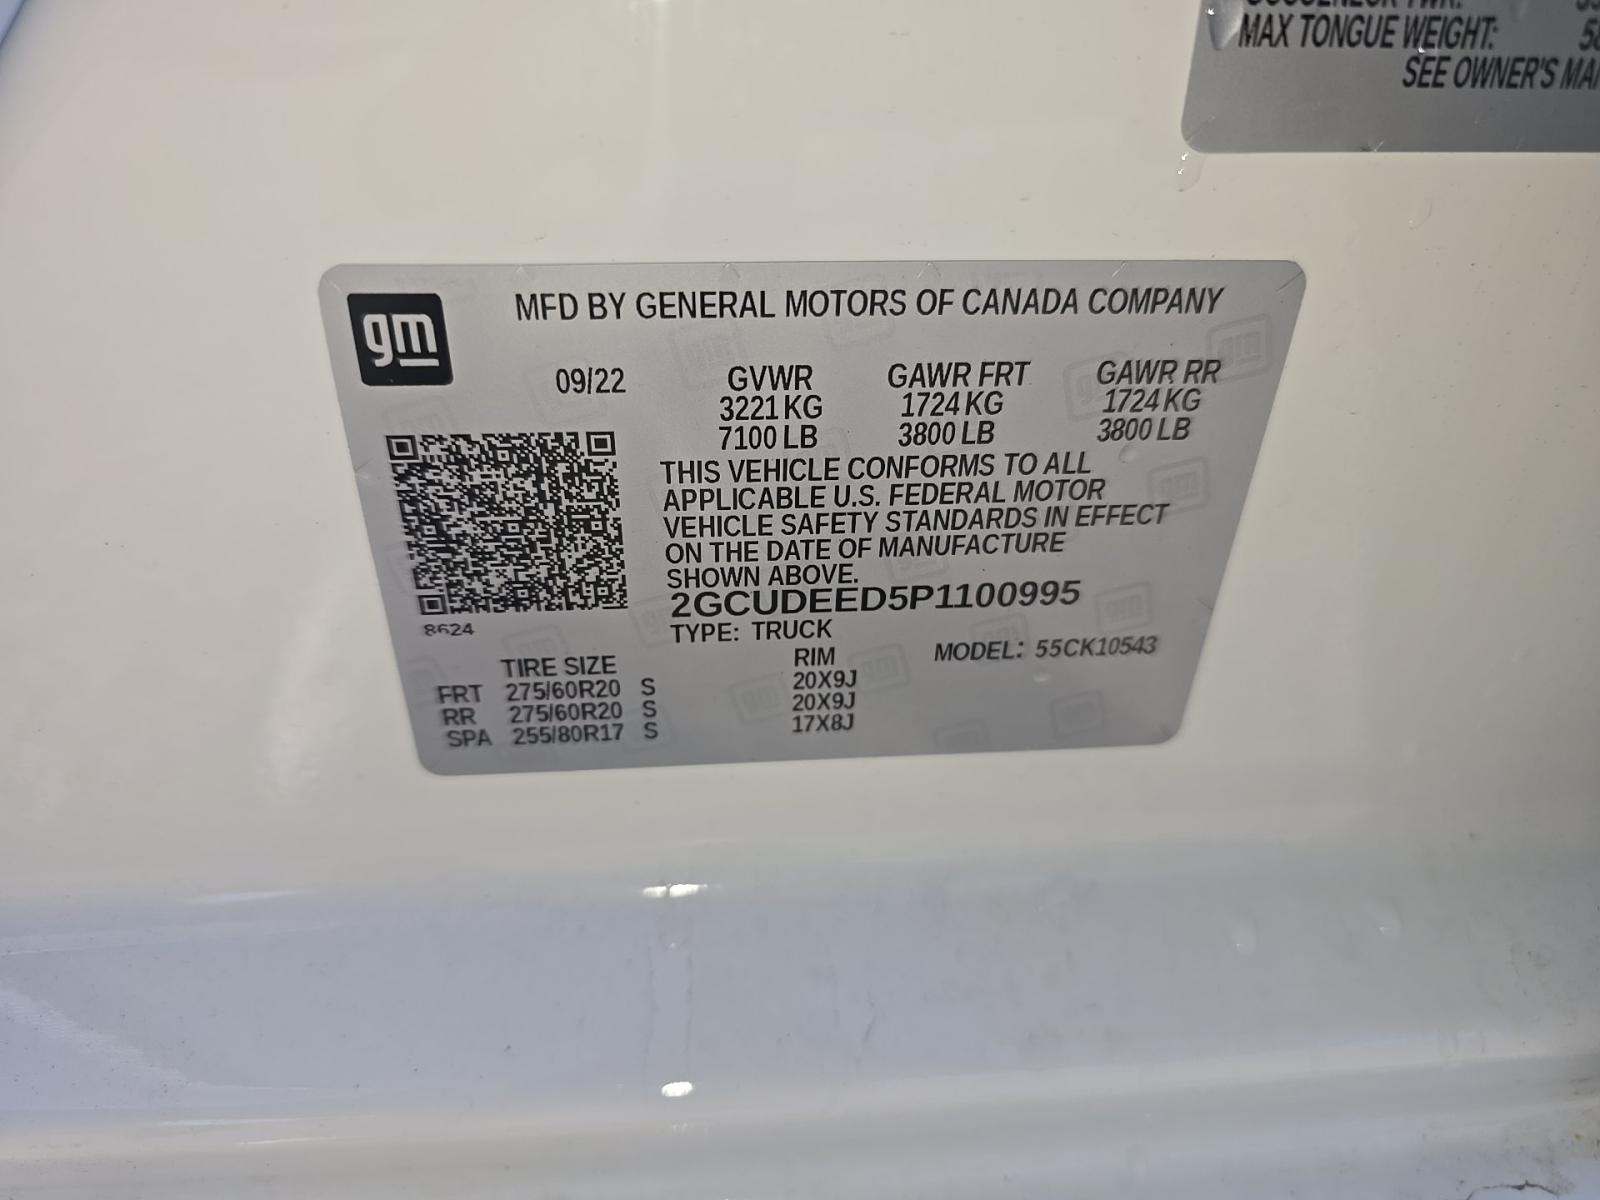 MAX TONGUE WEIGHT:
SEE OWNER'S
gm
MFD BY GENERAL MOTORS OF CANADA COMPANY
09/22 GVWR GAWR FRT GAWR RR
3221 KG 1724 KG 1724 KG
7100 LB 3800 LB 3800 LB
THIS VEHICLE CONFORMS TO ALL
APPLICABLE U.S. FEDERAL MOTOR
VEHICLE SAFETY STANDARDS IN EFFECT
ON THE DATE OF MANUFACTURE
SHOWN ABOVE.
2GCUDEED5P1100995
8624
TYPE: TRUCK
MODEL: 55CK10543
TIRE SIZE RIM
FRT 275/60R20 S 20X9J
RR 275/60R20 S 20X9J
SPA 255/80R17 S 17X8J